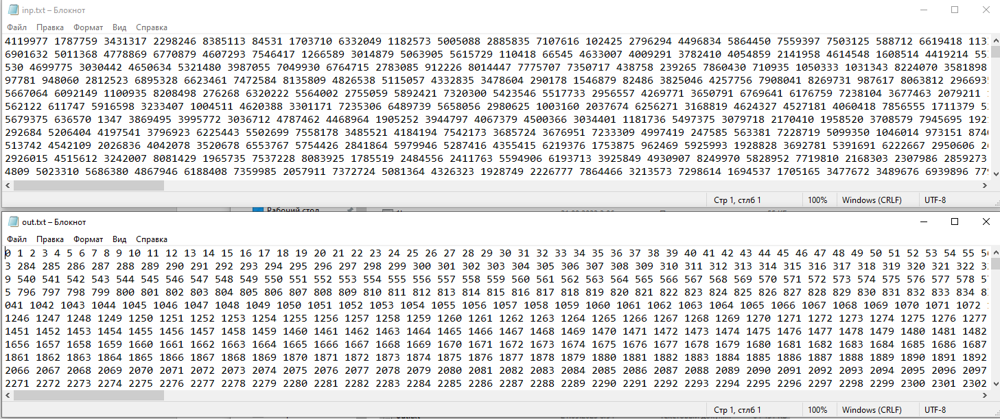 inp.txt – Блокнот
Файл Правка Формат Вид Справка
4119977 1787759 3431317 2298246 8385113 84531 1703710 6332049 1182573 5005088 2885835 7107616 102425 2796294 4496834 5864450 7559397 7503125 588712 6619418 113
6901632 5011368 4778869 6770879 4607293 7546417 1266589 3014879 5063905 5615729 110418 66545 4633007 4009291 3782410 4054859 2141958 4614548 1608514 4419214 55
530 4699775 3030442 4650634 5321480 3987055 7049930 6764715 2783085 912226 8014447 7775707 7350717 438758 239265 7860430 710935 1050333 1031343 8224070 3581898
97781 948060 2812523 6895328 6623461 7472584 8135809 4826538 5115057 4332835 3478604 290178 1546879 82486 3825046 4257756 7908041 8269731 987617 8063812 296693
5667064 6092149 1100935 8208498 276268 6320222 5564002 2755059 5892421 7320300 5423546 5517733 2956557 4269771 3650791 6769641 6176759 7238104 3677463 2079211
562122 611747 5916598 3233407 1004511 4620388 3301171 7235306 6489739 5658056 2980625 1003160 2037674 6256271 3168819 4624327 4527181 4060418 7856555 1711379 5
5679375 636570 1347 3869495 3995772 3036712 4787462 4468964 1905252 3944797 4067379 4500366 3034401 1181736 5497375 3079718 2170410 1958520 3708579 7945695 192
292684 5206404 4197541 3796923 6225443 5502699 7558178 3485521 4184194 7542173 3685724 3676951 7233309 4997419 247585 563381 7228719 5099350 1046014 973151 874
513742 4542109 2026836 4042078 3520678 6553767 5754426 2841864 5979946 5287416 4355415 6219376 1753875 962469 5925993 1928828 3692781 5391691 6222667 2950606 2
2926015 4515612 3242007 8081429 1965735 7537228 8083925 1785519 2484556 2411763 5594906 6193713 3925849 4930907 8249970 5828952 7719810 2168303 2307986 2859273
4809 5023310 5686380 4867946 6188408 7359985 2057911 7372724 5081364 4326323 1928749 2226777 7864466 3213573 7298614 1694537 1705165 3477672 3489676 6939896 77
Стр 1, стлб 1 100% Windows (CRLF) UTF-8
Рабочий стол
out.txt – Блокнот
Файл Правка Формат Вид Справка
0 1 2 3 4 5 6 7 8 9 10 11 12 13 14 15 16 17 18 19 20 21 22 23 24 25 26 27 28 29 30 31 32 33 34 35 36 37 38 39 40 41 42 43 44 45 46 47 48 49 50 51 52 53 54 55 5
3 284 285 286 287 288 289 290 291 292 293 294 295 296 297 298 299 300 301 302 303 304 305 306 307 308 309 310 311 312 313 314 315 316 317 318 319 320 321 322 3
9 540 541 542 543 544 545 546 547 548 549 550 551 552 553 554 555 556 557 558 559 560 561 562 563 564 565 566 567 568 569 570 571 572 573 574 575 576 577 578 5
5 796 797 798 799 800 801 802 803 804 805 806 807 808 809 810 811 812 813 814 815 816 817 818 819 820 821 822 823 824 825 826 827 828 829 830 831 832 833 834 8
041 1042 1043 1044 1045 1046 1047 1048 1049 1050 1051 1052 1053 1054 1055 1056 1057 1058 1059 1060 1061 1062 1063 1064 1065 1066 1067 1068 1069 1070 1071 1072
1246 1247 1248 1249 1250 1251 1252 1253 1254 1255 1256 1257 1258 1259 1260 1261 1262 1263 1264 1265 1266 1267 1268 1269 1270 1271 1272 1273 1274 1275 1276 1277
1451 1452 1453 1454 1455 1456 1457 1458 1459 1460 1461 1462 1463 1464 1465 1466 1467 1468 1469 1470 1471 1472 1473 1474 1475 1476 1477 1478 1479 1480 1481 1482
1656 1657 1658 1659 1660 1661 1662 1663 1664 1665 1666 1667 1668 1669 1670 1671 1672 1673 1674 1675 1676 1677 1678 1679 1680 1681 1682 1683 1684 1685 1686 1687
1861 1862 1863 1864 1865 1866 1867 1868 1869 1870 1871 1872 1873 1874 1875 1876 1877 1878 1879 1880 1881 1882 1883 1884 1885 1886 1887 1888 1889 1890 1891 1892
2066 2067 2068 2069 2070 2071 2072 2073 2074 2075 2076 2077 2078 2079 2080 2081 2082 2083 2084 2085 2086 2087 2088 2089 2090 2091 2092 2093 2094 2095 2096 2097
2271 2272 2273 2274 2275 2276 2277 2278 2279 2280 2281 2282 2283 2284 2285 2286 2287 2288 2289 2290 2291 2292 2293 2294 2295 2296 2297 2298 2299 2300 2301 2302
Стр 1, стлб 1 100% Windows (CRLF) UTF-8